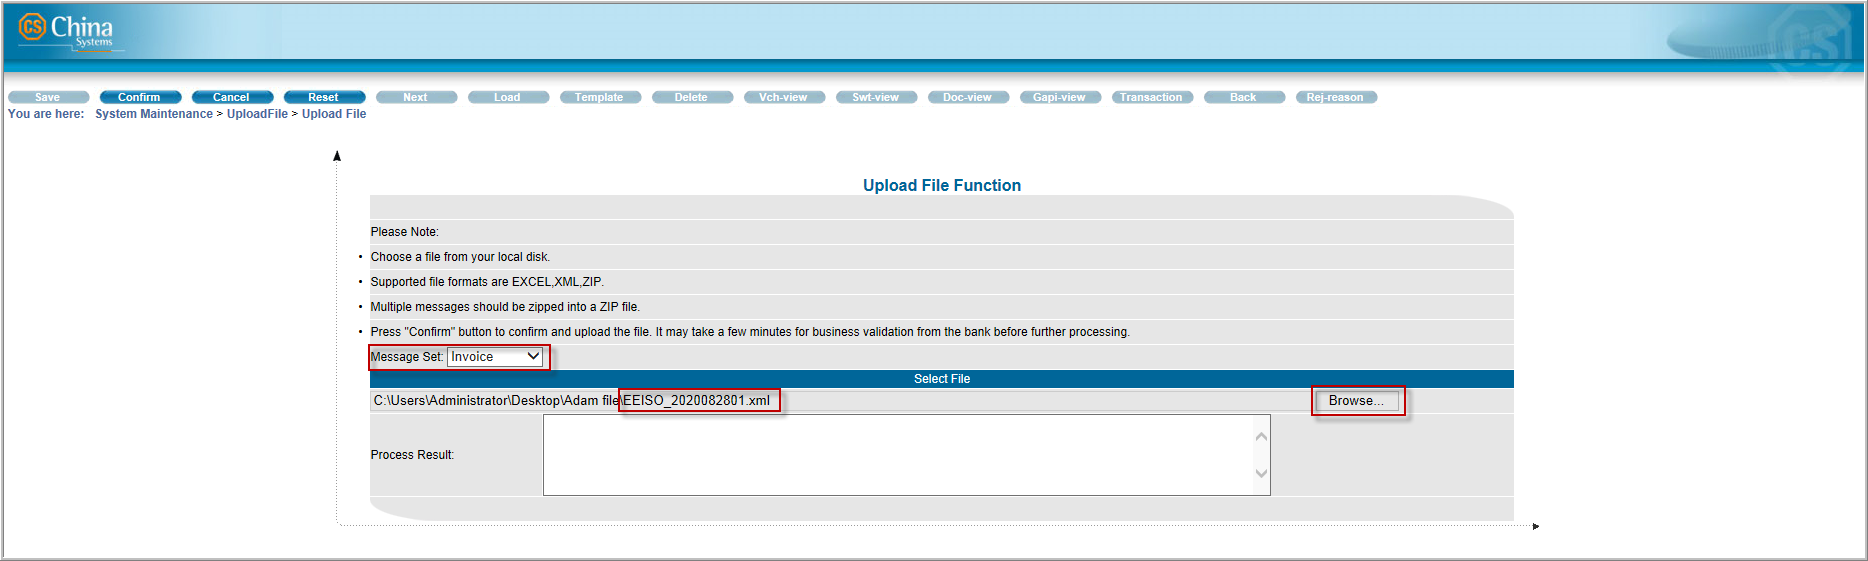 CS China
Systems
CS
Save Confirm Cancel Reset Next Load Template Delete Vch-view Swt-view Doc-view Gapi-view Transaction Back Rej-reason
You are here: System Maintenance > UploadFile > Upload File
Upload File Function
Please Note:
• Choose a file from your local disk.
• Supported file formats are EXCEL,XML,ZIP.
• Multiple messages should be zipped into a ZIP file.
• Press "Confirm" button to confirm and upload the file. It may take a few minutes for business validation from the bank before further processing.
Message Set: Invoice
Select File
C:\Users\Administrator\Desktop\Adam file\EEISO_2020082801.xml Browse...
Process Result: